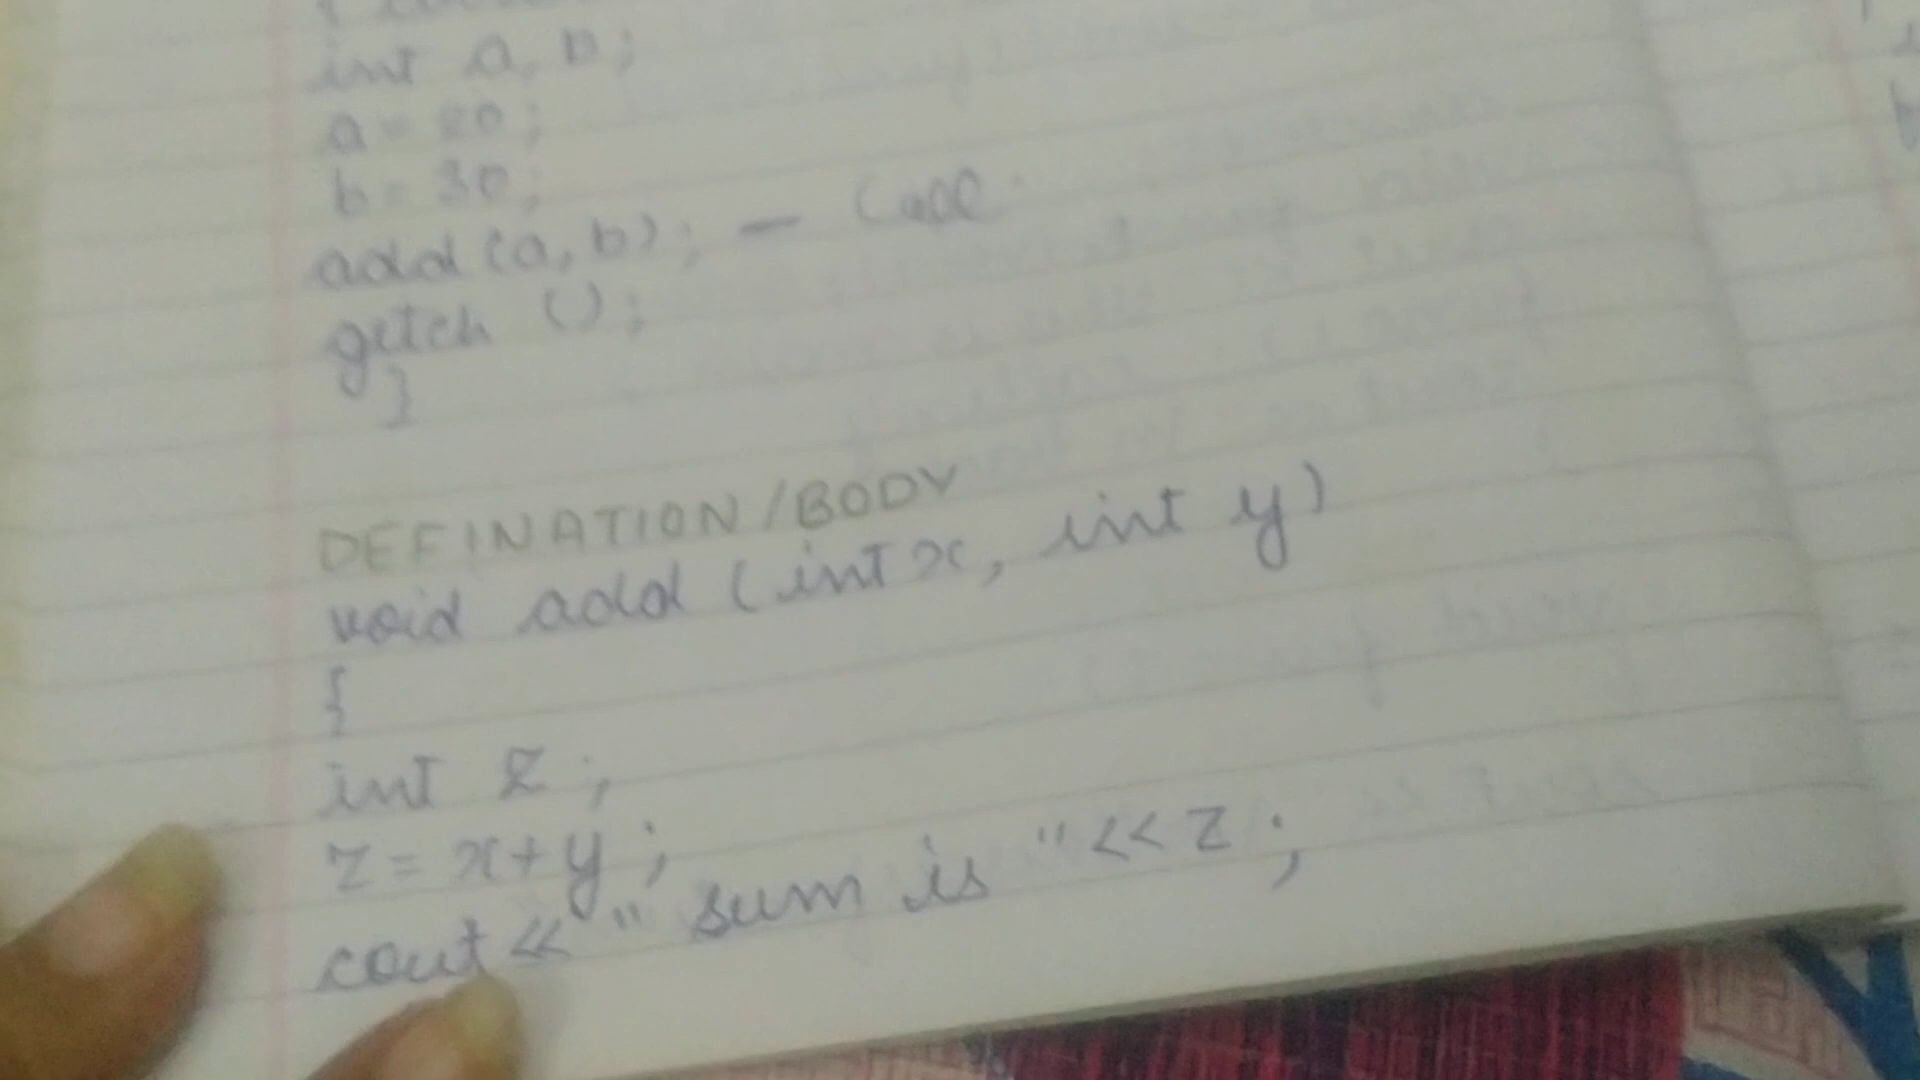 int a, b;
a = 20;
b = 30;
add (a, b); - Call
getch ();
}
DEFINATION/BODY
void add (int x, int y)
{
int z;
z = x+y;
cout << " sum is " << z;